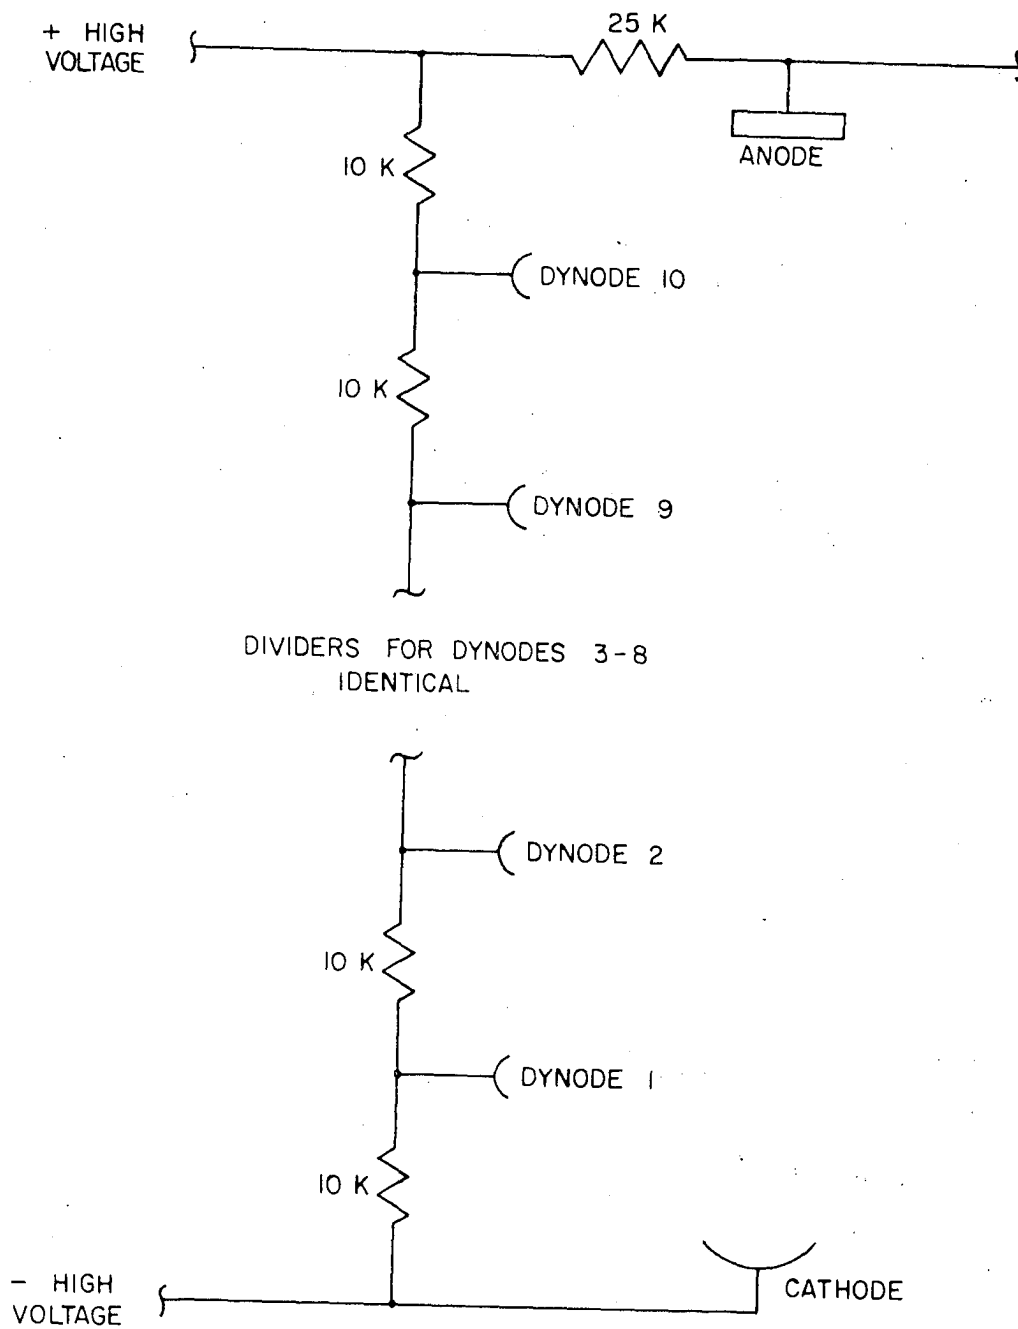 25 K
+ HIGH
VOLTAGE
ANODE
10 K
DYNODE 10
10 K
DYNODE 9
DIVIDERS FOR DYNODES 3-8
IDENTICAL
DYNODE 2
10 K
DYNODE 1
10 K
- HIGH
VOLTAGE
CATHODE